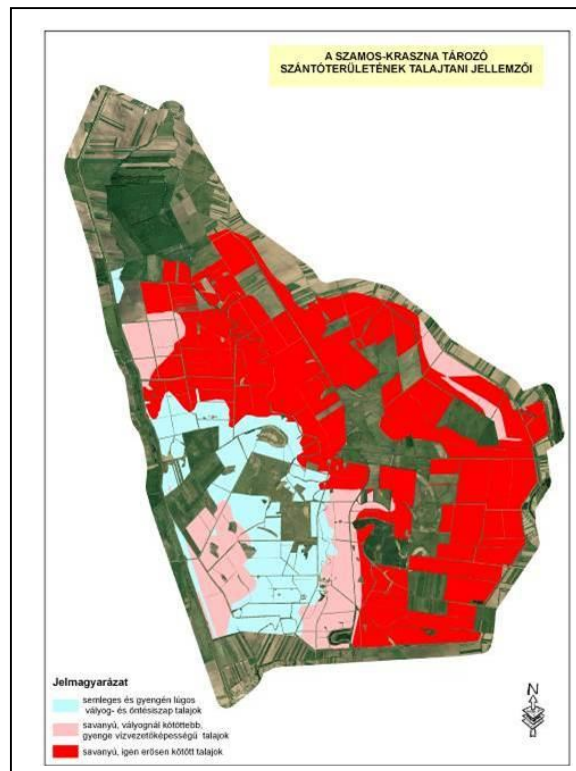 A SZAMOS-KRASZNA TÁROZÓ
SZÁNTÓTERÜLETÉNEK TALAJTANI JELLEMZŐI
N
Jelmagyarázat
semleges és gyengén lúgos
vályog- és öntésiszap talajok
savanyú, vályognál kötöttebb,
gyenge vízvezetőképességű talajok
savanyú, igen erősen kötött talajok